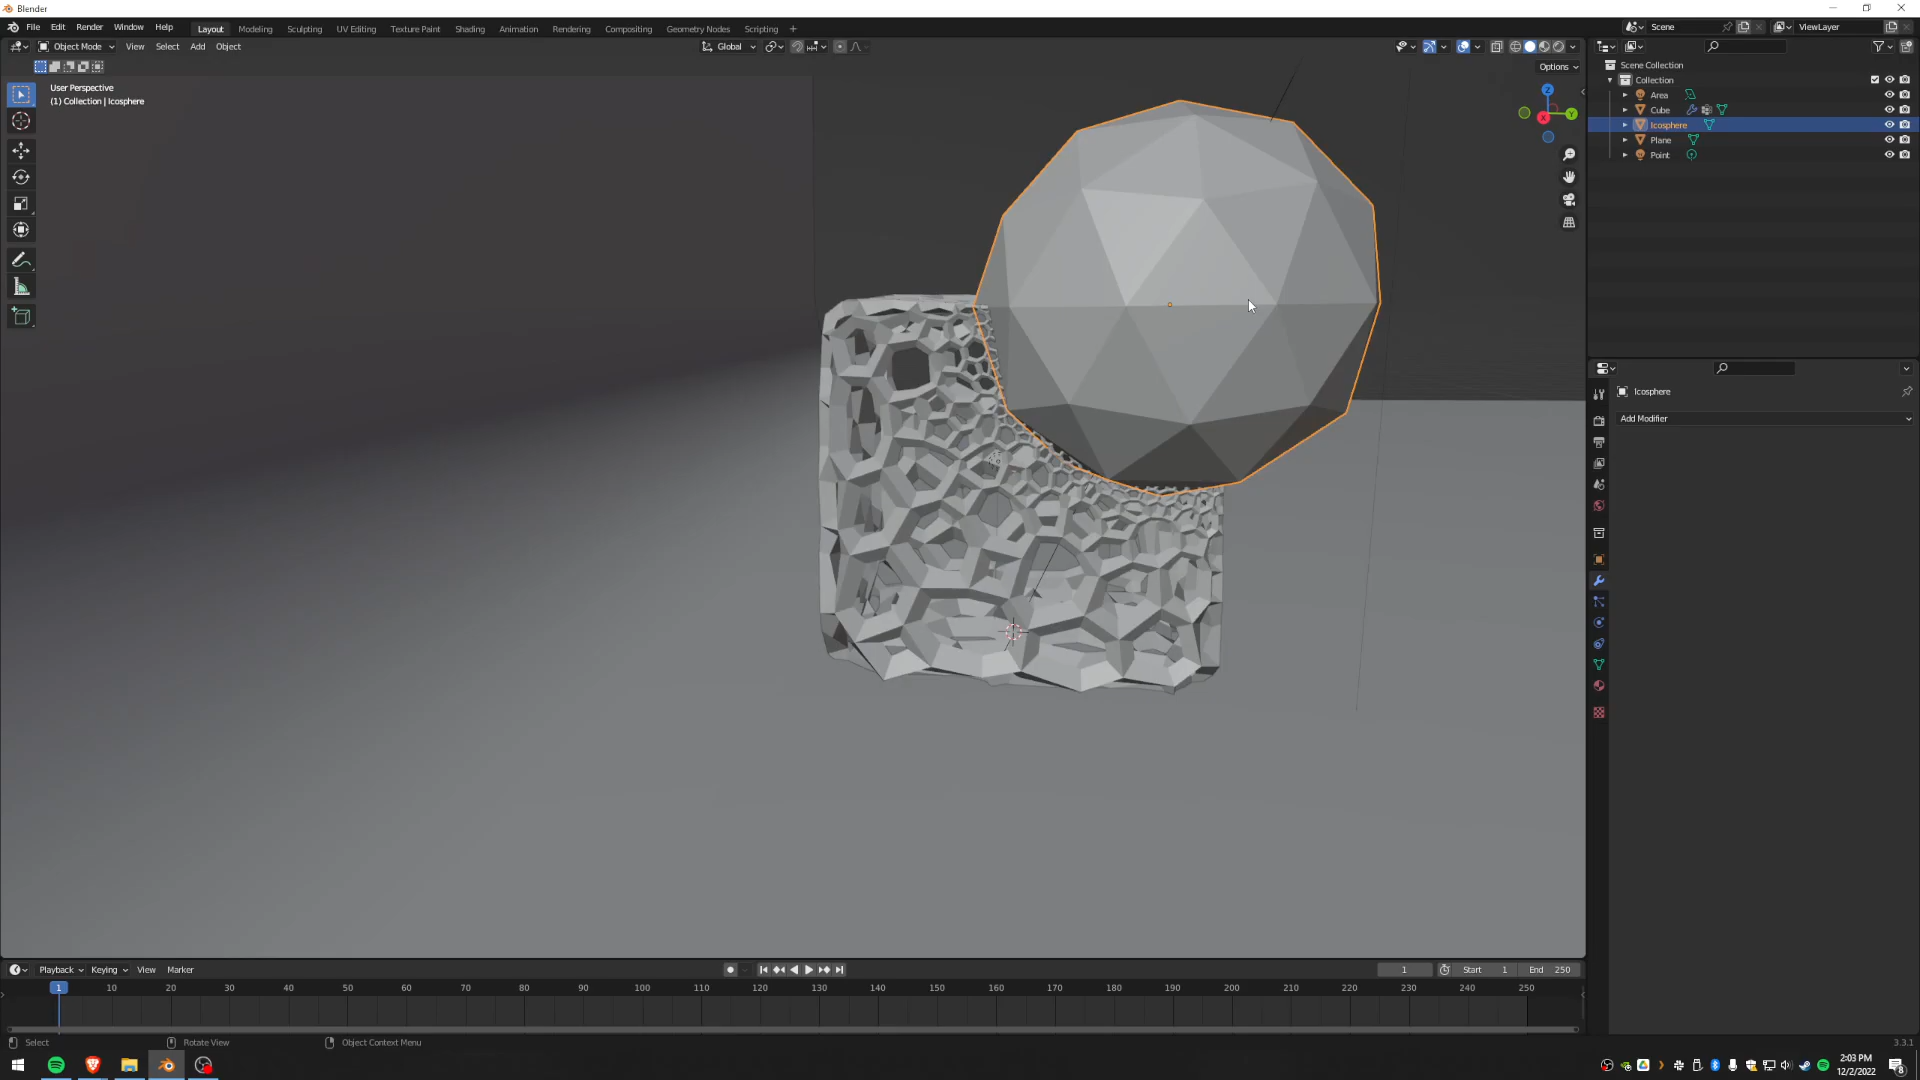 Blender
File Edit Render Window Help Layout Modeling Sculpting UV Editing Texture Paint Shading Animation Rendering Compositing Geometry Nodes Scripting + Scene ViewLayer
Object Mode View Select Add Object Global
Options
User Perspective
(1) Collection | Icosphere
Z
Y
X
Scene Collection
Collection
Area
Cube
Icosphere
Plane
Point
Icosphere
Add Modifier
Playback Keying View Marker 1 Start 1 End 250
1 10 20 30 40 50 60 70 80 90 100 110 120 130 140 150 160 170 180 190 200 210 220 230 240 250
Select Rotate View Object Context Menu 3.3.1
2:03 PM
12/2/2022
8